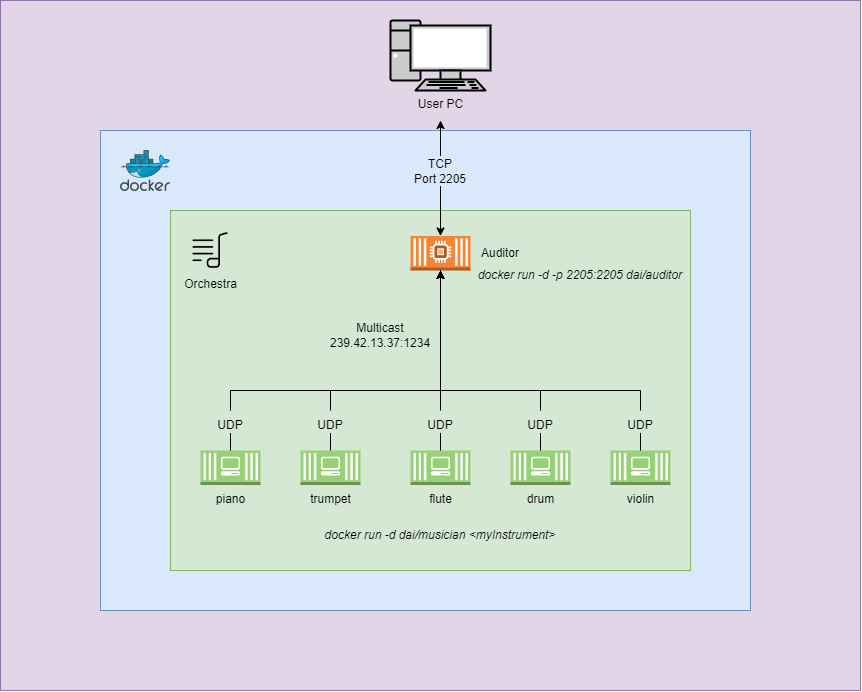 User PC
docker
TCP
Port 2205
Orchestra
Auditor
docker run -d -p 2205:2205 dai/auditor
Multicast
239.42.13.37:1234
UDP UDP UDP UDP UDP
piano trumpet flute drum violin
docker run -d dai/musician <myInstrument>